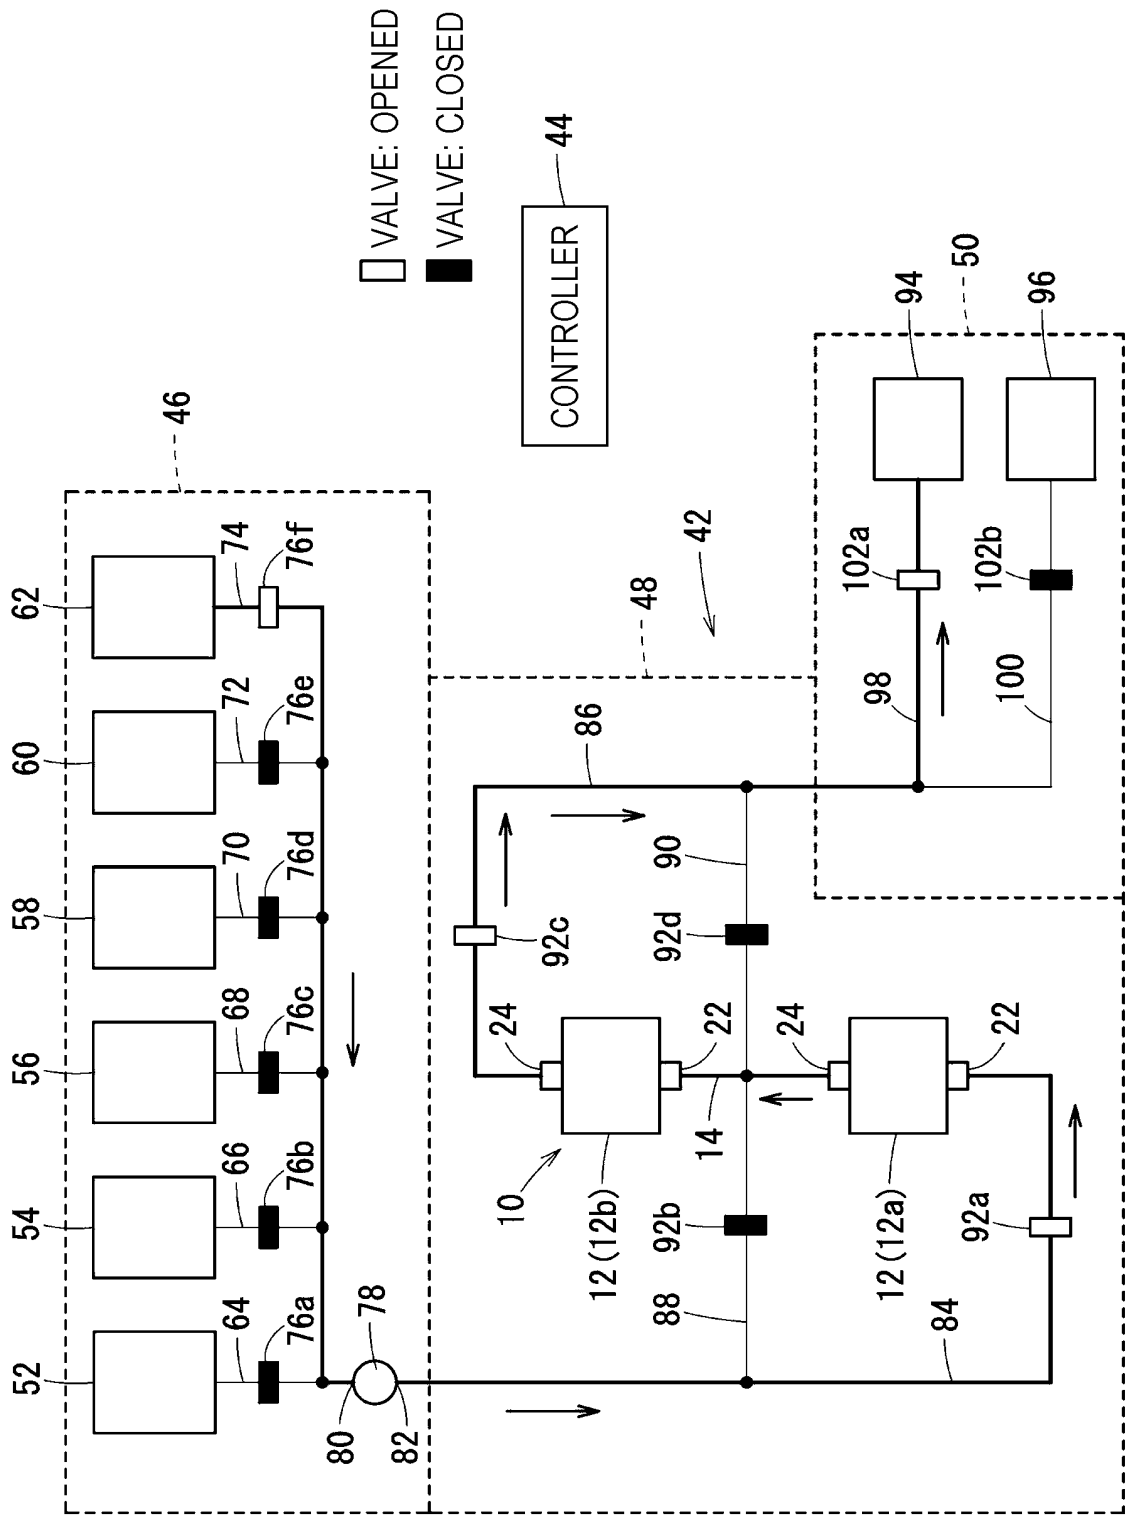 52 54 56 58 60 62
46
64 66 68 70 72 74
76a 76b 76c 76d 76e 76f
80 78 82
VALVE: OPENED
VALVE: CLOSED
10 24 92c
44
CONTROLLER
86
12(12b)
48
88 92b 92d 90
42
14 22
24
102a
98
12(12a)
94
84
50
92a
102b
22 100
96